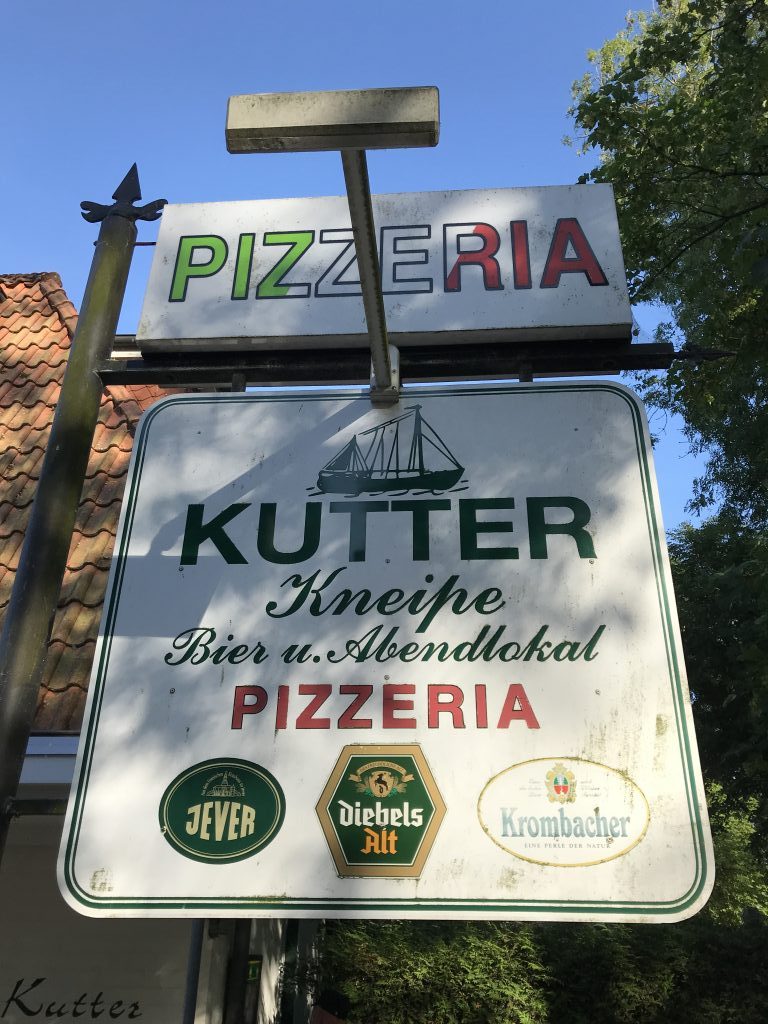 PIZZERIA
KUTTER
Kneipe
Bier u. Abendlokal
PIZZERIA
JEVER
Diebels
Alt
Krombacher
EINE PERLE DER NATUR
Kutter